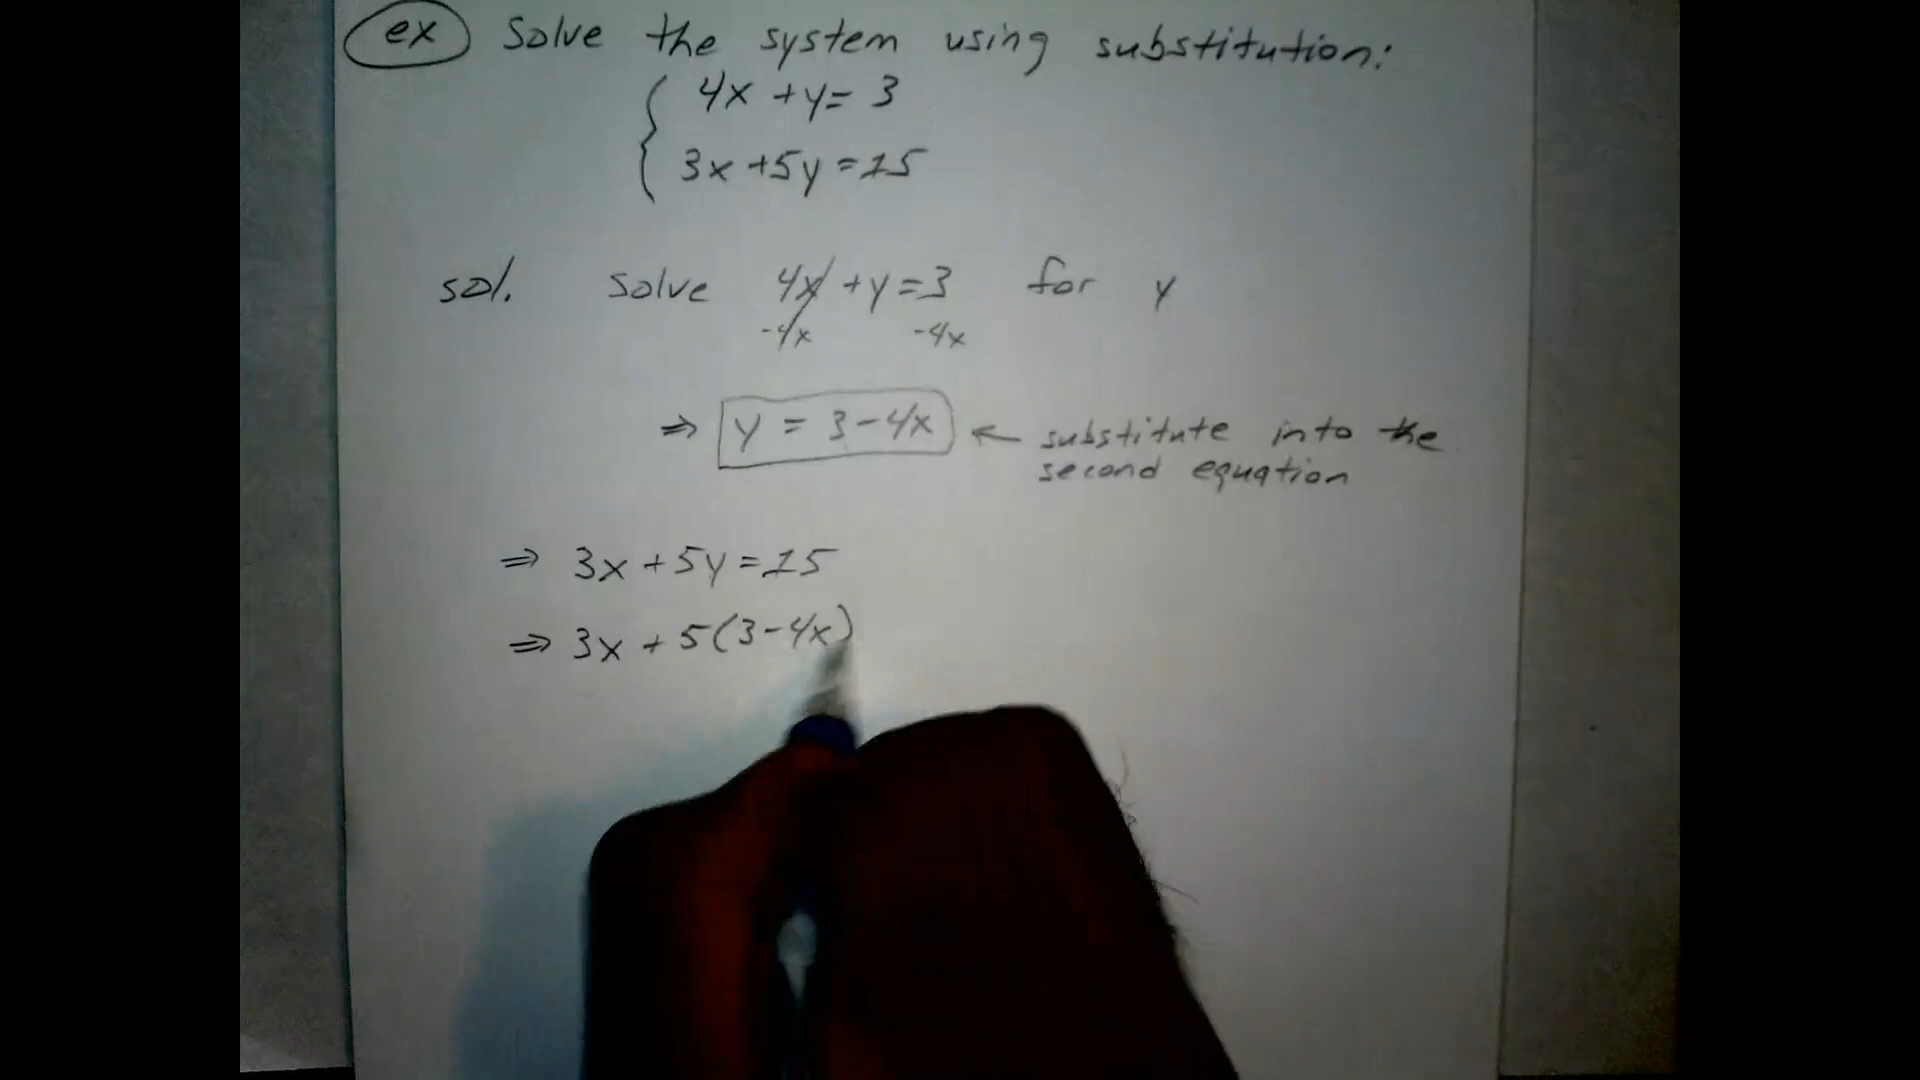 ex Solve the system using substitution:
4x + y = 3
3x + 5y = 15
sol. Solve 4x + y = 3 for y
-4x -4x
⇒ y = 3 - 4x ← substitute into the
second equation
⇒ 3x + 5y = 15
⇒ 3x + 5(3 - 4x)